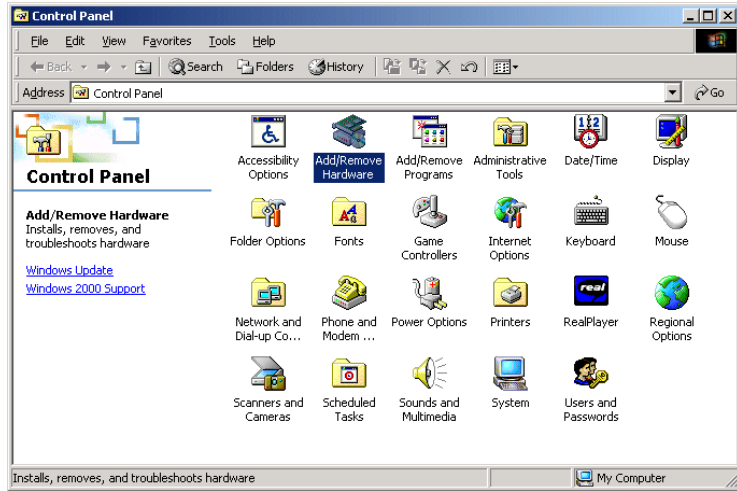 Control Panel
File Edit View Favorites Tools Help
Back Search Folders History
Address Control Panel Go
Control Panel
Add/Remove Hardware
Installs, removes, and
troubleshoots hardware
Windows Update
Windows 2000 Support
Accessibility
Options
Add/Remove
Hardware
Add/Remove
Programs
Administrative
Tools
Date/Time
Display
Folder Options
Fonts
Game
Controllers
Internet
Options
Keyboard
Mouse
Network and
Dial-up Co...
Phone and
Modem ...
Power Options
Printers
real
RealPlayer
Regional
Options
Scanners and
Cameras
Scheduled
Tasks
Sounds and
Multimedia
System
Users and
Passwords
Installs, removes, and troubleshoots hardware
My Computer